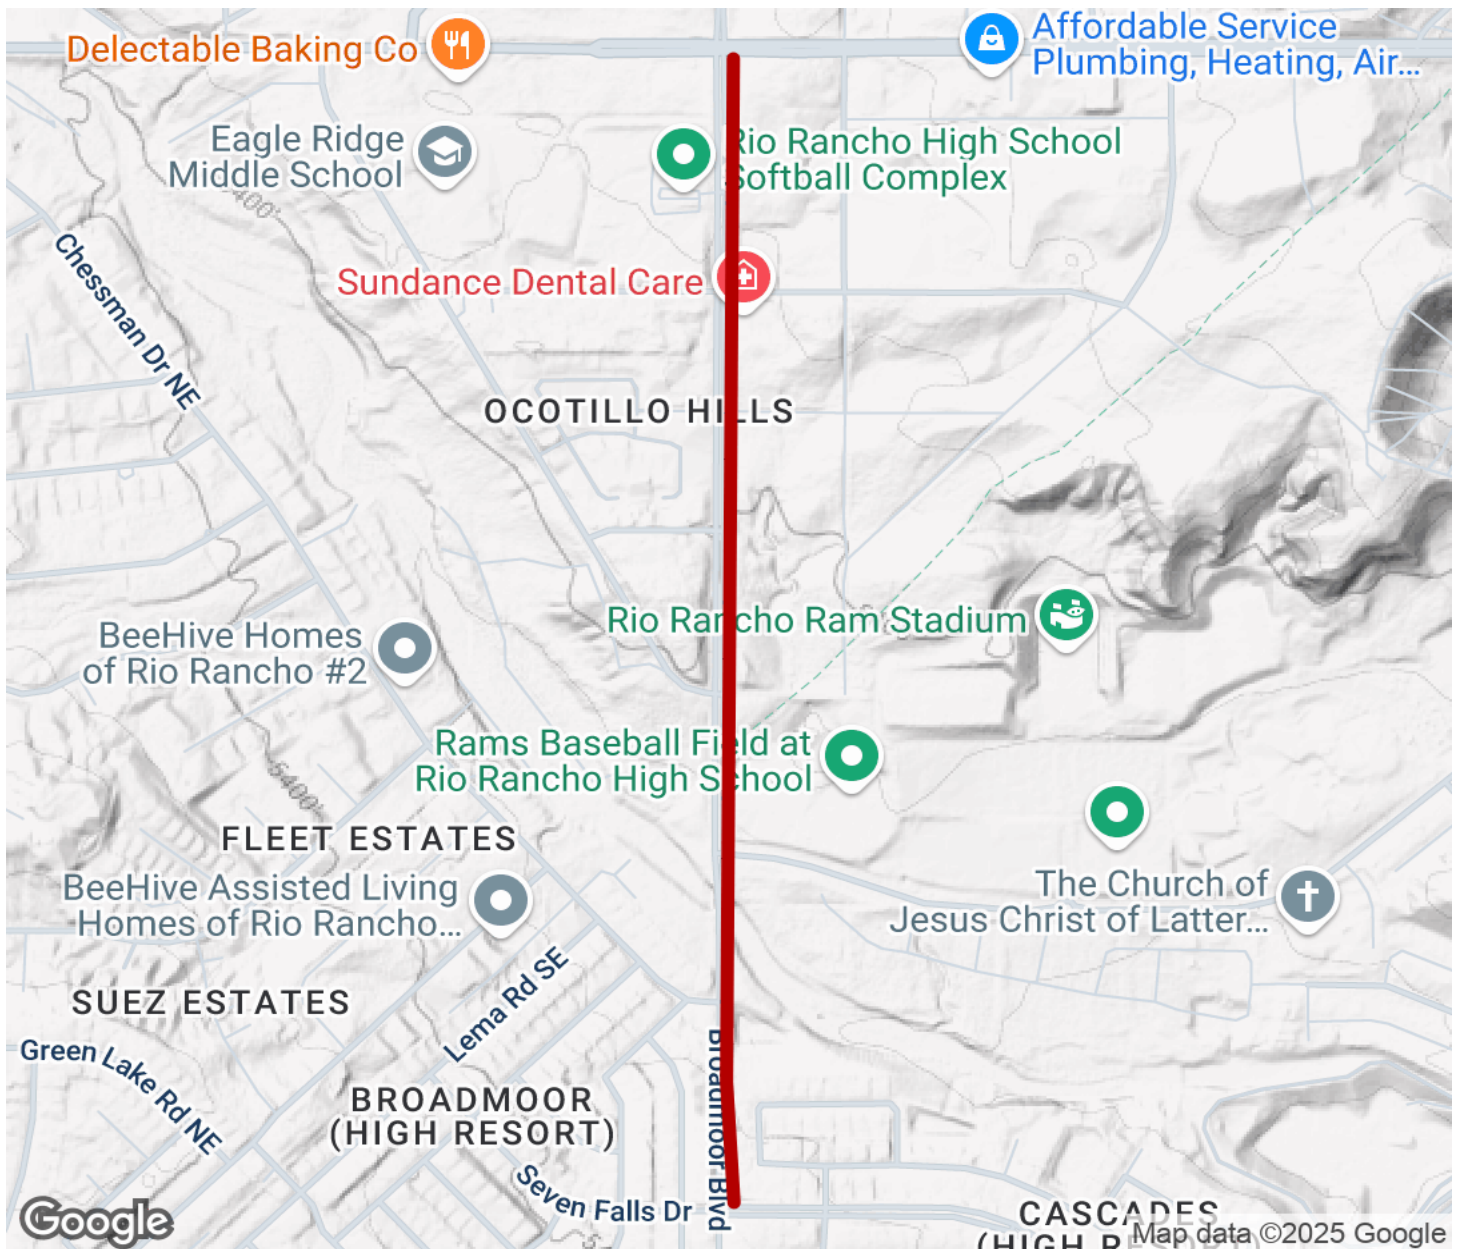 Delectable Baking Co
Affordable Service
Plumbing, Heating, Air...
Eagle Ridge
Middle School
Rio Rancho High School
Softball Complex
5400'
Sundance Dental Care
Chessman Dr NE
OCOTILLO HILLS
Rio Rancho Ram Stadium
BeeHive Homes
of Rio Rancho #2
Rams Baseball Field at
Rio Rancho High School
5400'
FLEET ESTATES
BeeHive Assisted Living
Homes of Rio Rancho...
The Church of
Jesus Christ of Latter...
Lema Rd SE
SUEZ ESTATES
Green Lake Rd NE
Broadmoor Blvd
BROADMOOR
(HIGH RESORT)
Seven Falls Dr
CASCADES
(HIGH RESORT)
Google
Map data ©2025 Google